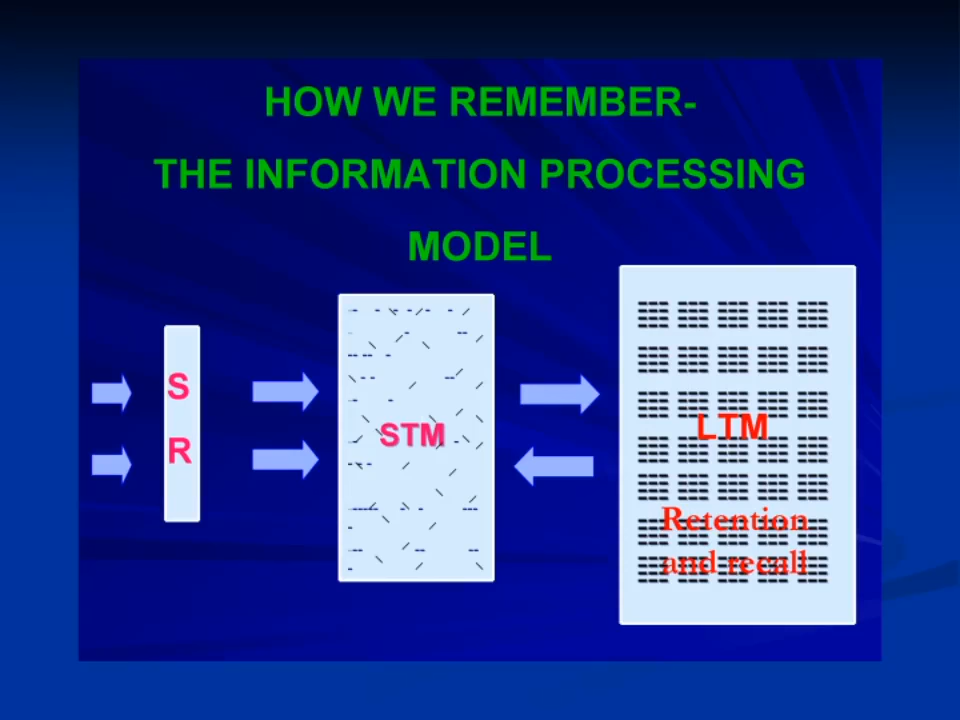 HOW WE REMEMBER-
THE INFORMATION PROCESSING
MODEL
S
R
STM
LTM
Retention
and recall